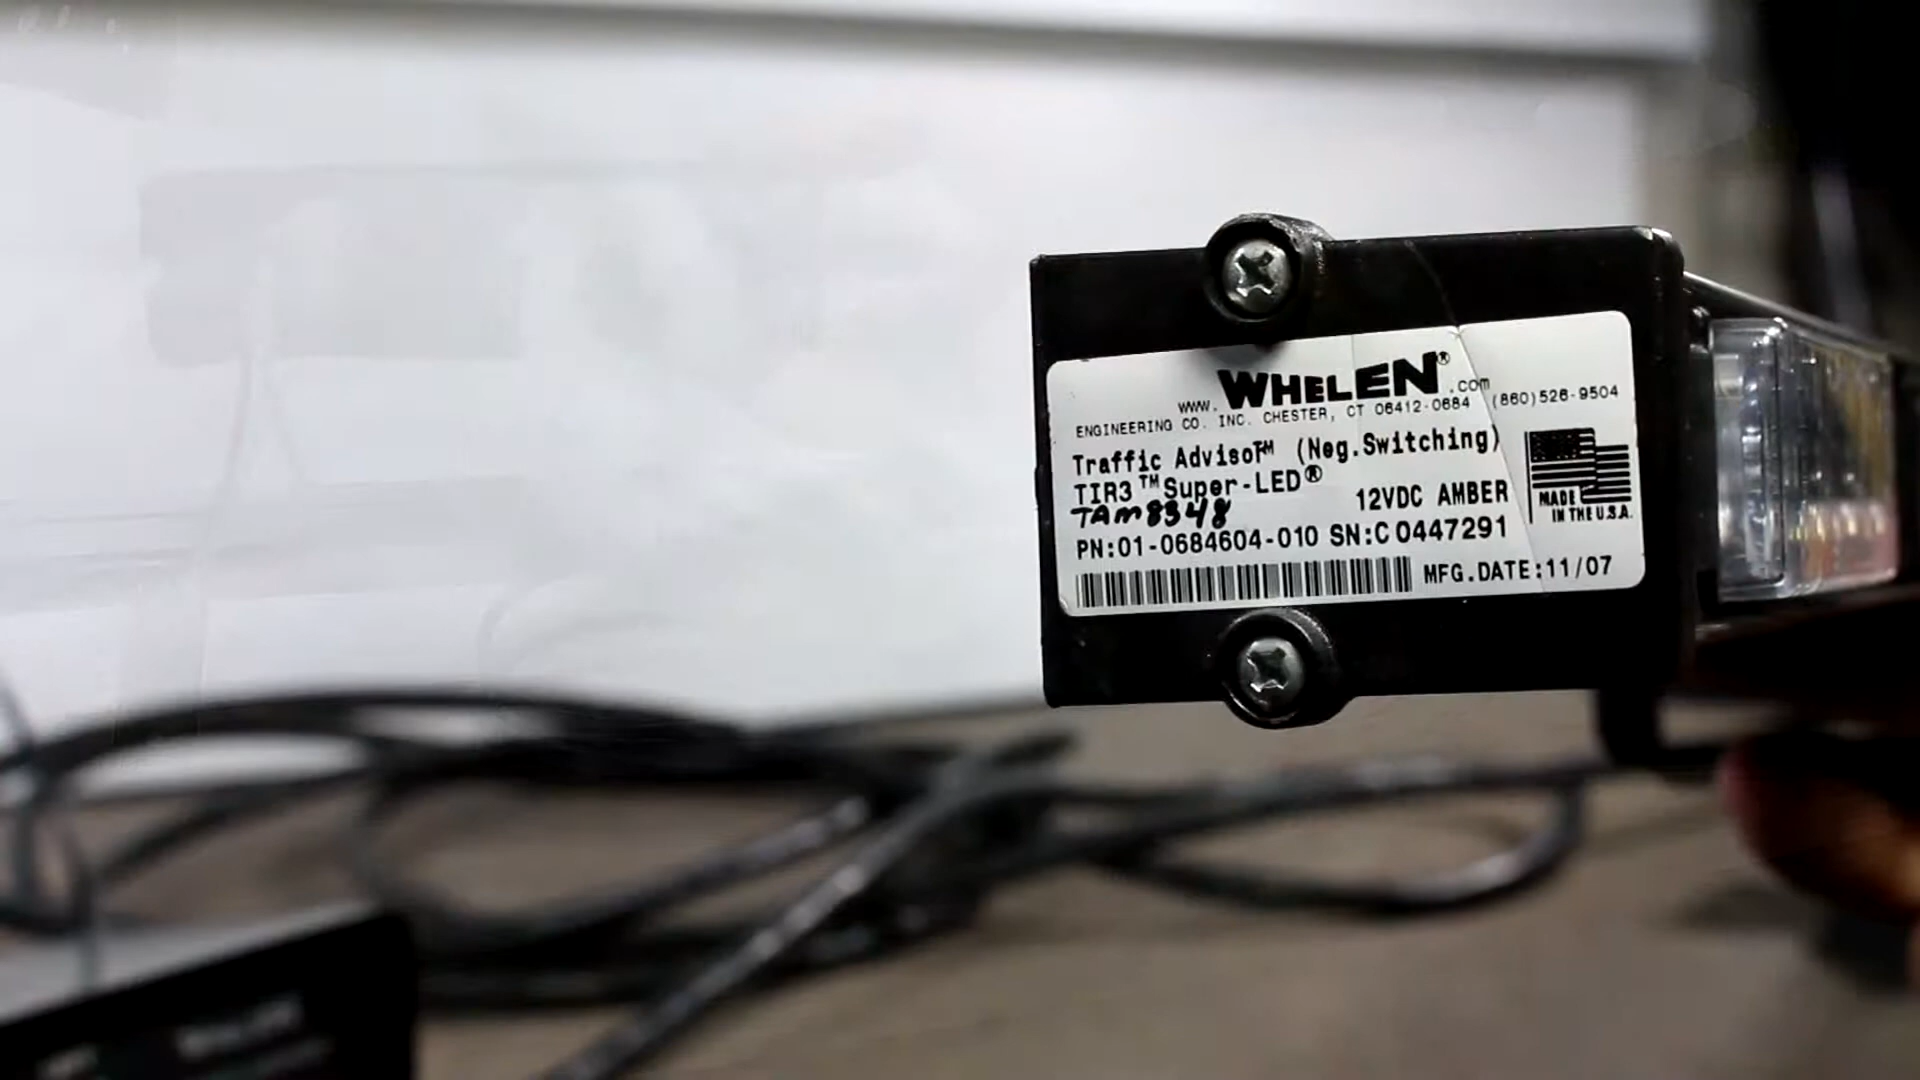 WHELEN®
www. .com
ENGINEERING CO. INC. CHESTER, CT 06412-0684 (860)526-9504
Traffic Advisor™ (Neg.Switching)
TIR3™Super-LED®
TAM8348 12VDC AMBER
PN:01-0684604-010 SN:C0447291
MFG.DATE:11/07
MADE
IN THE U.S.A.